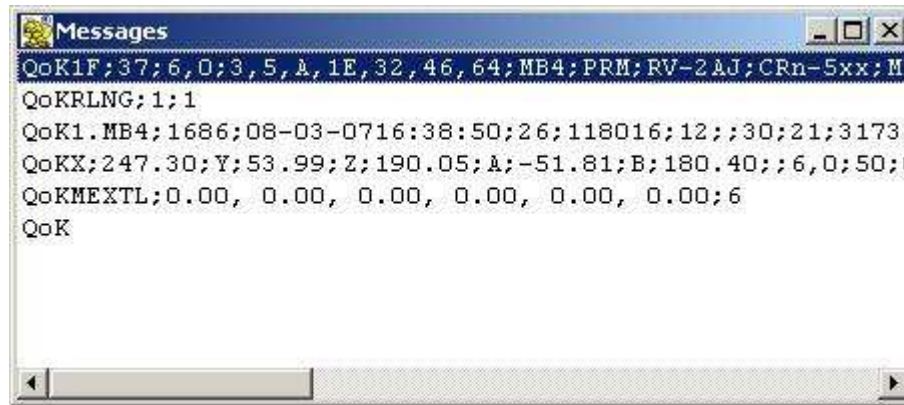 Messages
QoK1F;37;6,0;3,5,A,1E,32,46,64;MB4;PRM;RV-2AJ;CRn-5xx;M
QoKRLNG;1;1
QoK1.MB4;1686;08-03-0716:38:50;26;118016;12;;30;21;3173
QoKX;247.30;Y;53.99;Z;190.05;A;-51.81;B;180.40;;6,0;50;
QoKMEXTL;0.00, 0.00, 0.00, 0.00, 0.00, 0.00;6
QoK